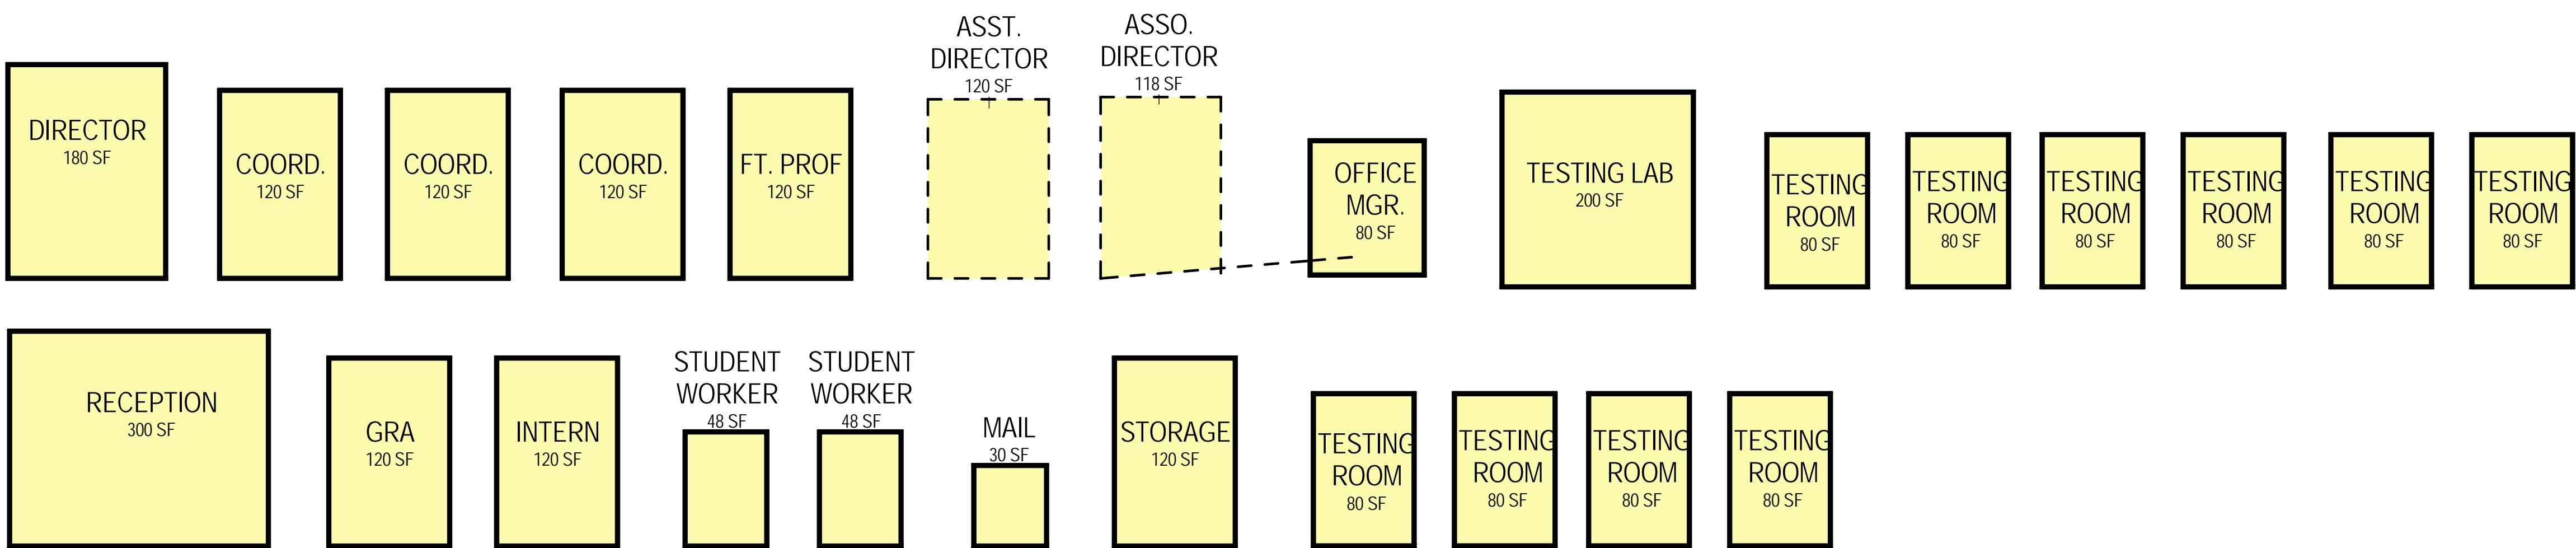 DIRECTOR
180 SF
COORD.
120 SF
COORD.
120 SF
COORD.
120 SF
FT. PROF
120 SF
ASST.
DIRECTOR
120 SF
ASSO.
DIRECTOR
118 SF
OFFICE
MGR.
80 SF
TESTING LAB
200 SF
TESTING
ROOM
80 SF
TESTING
ROOM
80 SF
TESTING
ROOM
80 SF
TESTING
ROOM
80 SF
TESTING
ROOM
80 SF
TESTING
ROOM
80 SF
RECEPTION
300 SF
GRA
120 SF
INTERN
120 SF
STUDENT
WORKER
48 SF
STUDENT
WORKER
48 SF
MAIL
30 SF
STORAGE
120 SF
TESTING
ROOM
80 SF
TESTING
ROOM
80 SF
TESTING
ROOM
80 SF
TESTING
ROOM
80 SF